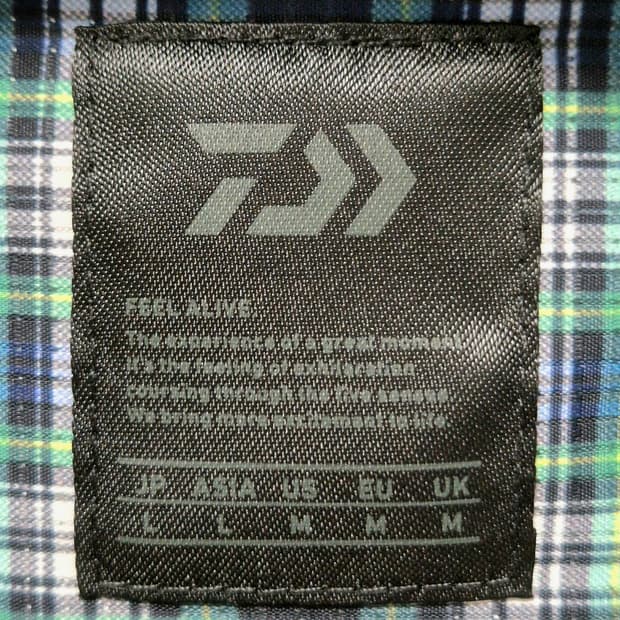 FEEL ALIVE
The experience of a great moment.
It's the feeling of exhilaration
coursing through the five senses.
We bring more excitement to life.
JP ASIA US EU UK
L L M M M